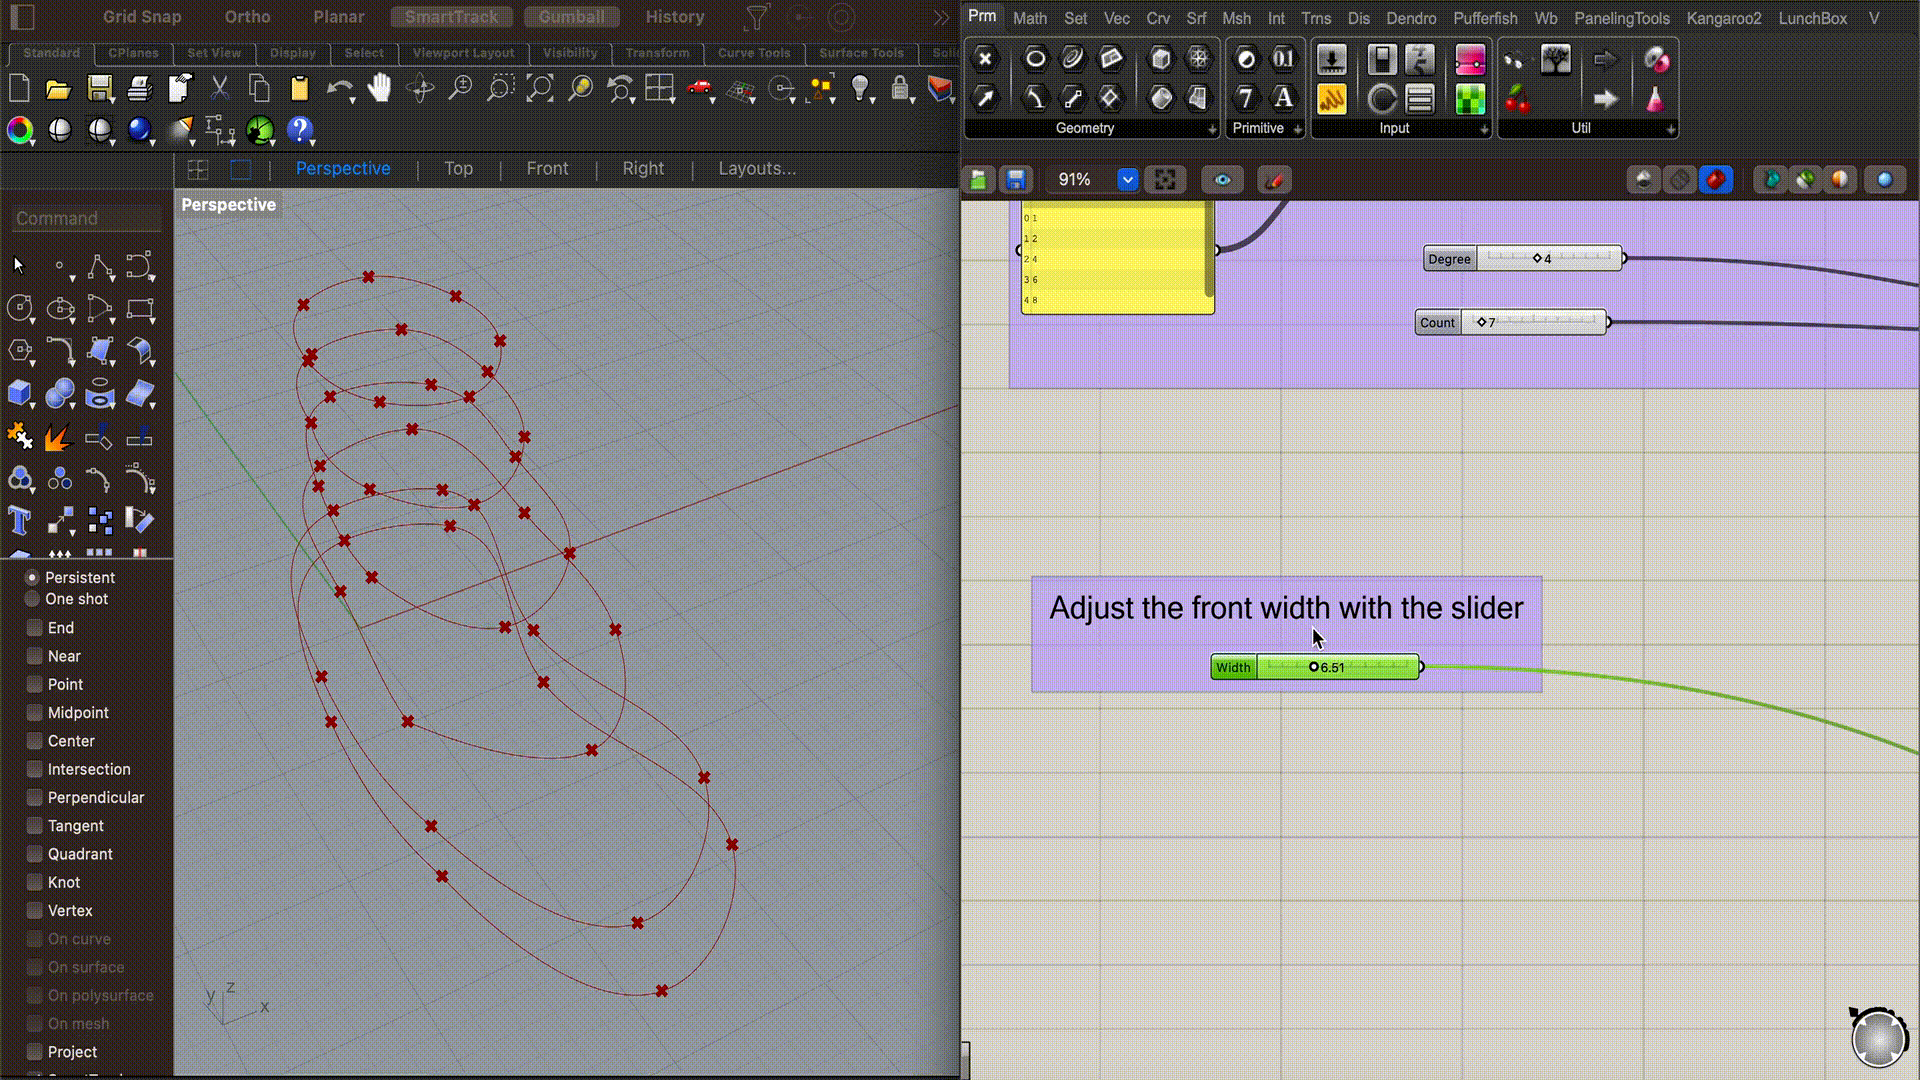 Grid Snap Ortho Planar SmartTrack Gumball History
Standard CPlanes Set View Display Select Viewport Layout Visibility Transform Curve Tools Surface Tools
Perspective Top Front Right Layouts...
Command
Perspective
Persistent
One shot
End
Near
Point
Midpoint
Center
Intersection
Perpendicular
Tangent
Quadrant
Knot
Vertex
On curve
On surface
On polysurface
On mesh
Project
y z x
Prm Math Set Vec Crv Srf Msh Int Trns Dis Dendro Pufferfish Wb PanelingTools Kangaroo2 LunchBox V
Geometry Primitive Input Util
91%
0 1
1 2
2 4
3 6
4 8
Degree 4
Count 7
Adjust the front width with the slider
Width 6.51